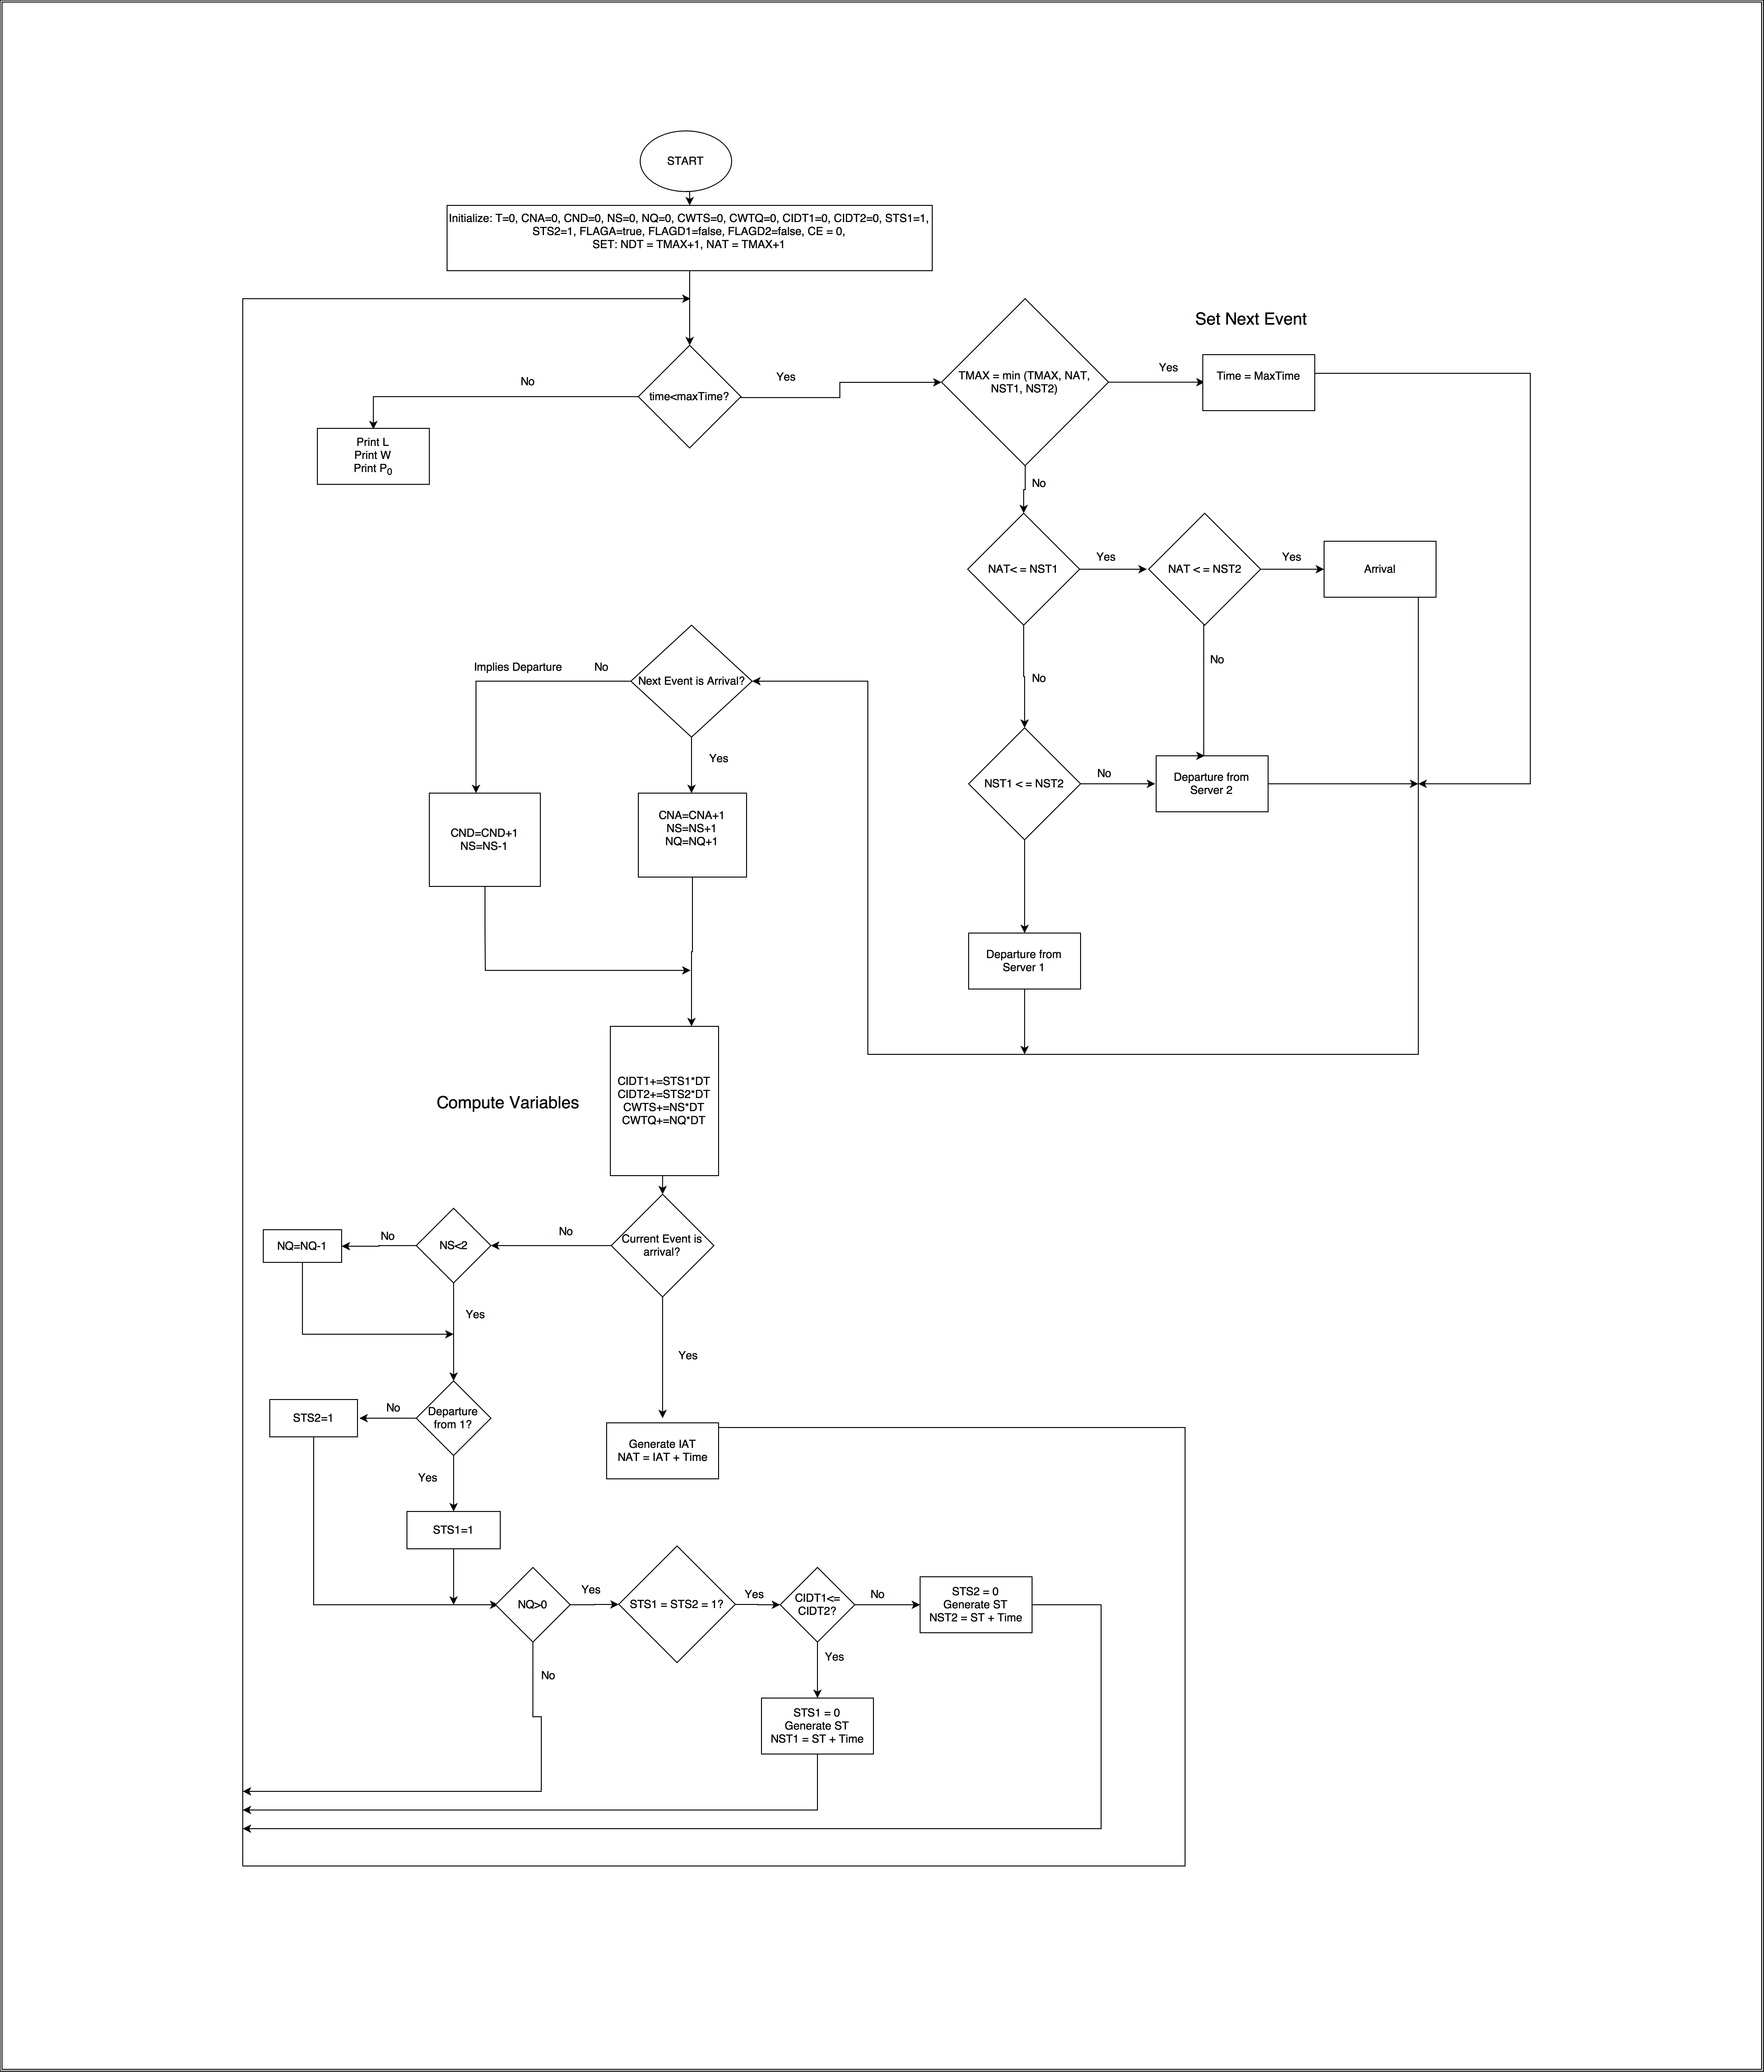 START
Initialize: T=0, CNA=0, CND=0, NS=0, NQ=0, CWTS=0, CWTQ=0, CIDT1=0, CIDT2=0, STS1=1,
STS2=1, FLAGA=true, FLAGD1=false, FLAGD2=false, CE = 0,
SET: NDT = TMAX+1, NAT = TMAX+1
Set Next Event
time<maxTime?
No
Yes
Print L
Print W
Print P0
TMAX = min (TMAX, NAT,
NST1, NST2)
Yes
Time = MaxTime
No
NAT< = NST1
Yes
NAT < = NST2
Yes
Arrival
No
No
NST1 < = NST2
No
Departure from
Server 2
Departure from
Server 1
Next Event is Arrival?
Implies Departure
No
Yes
CND=CND+1
NS=NS-1
CNA=CNA+1
NS=NS+1
NQ=NQ+1
Compute Variables
CIDT1+=STS1*DT
CIDT2+=STS2*DT
CWTS+=NS*DT
CWTQ+=NQ*DT
Current Event is
arrival?
No
Yes
NS<2
No
NQ=NQ-1
Yes
Departure
from 1?
No
STS2=1
Yes
STS1=1
Generate IAT
NAT = IAT + Time
NQ>0
Yes
STS1 = STS2 = 1?
Yes
CIDT1<=
CIDT2?
No
STS2 = 0
Generate ST
NST2 = ST + Time
No
Yes
STS1 = 0
Generate ST
NST1 = ST + Time